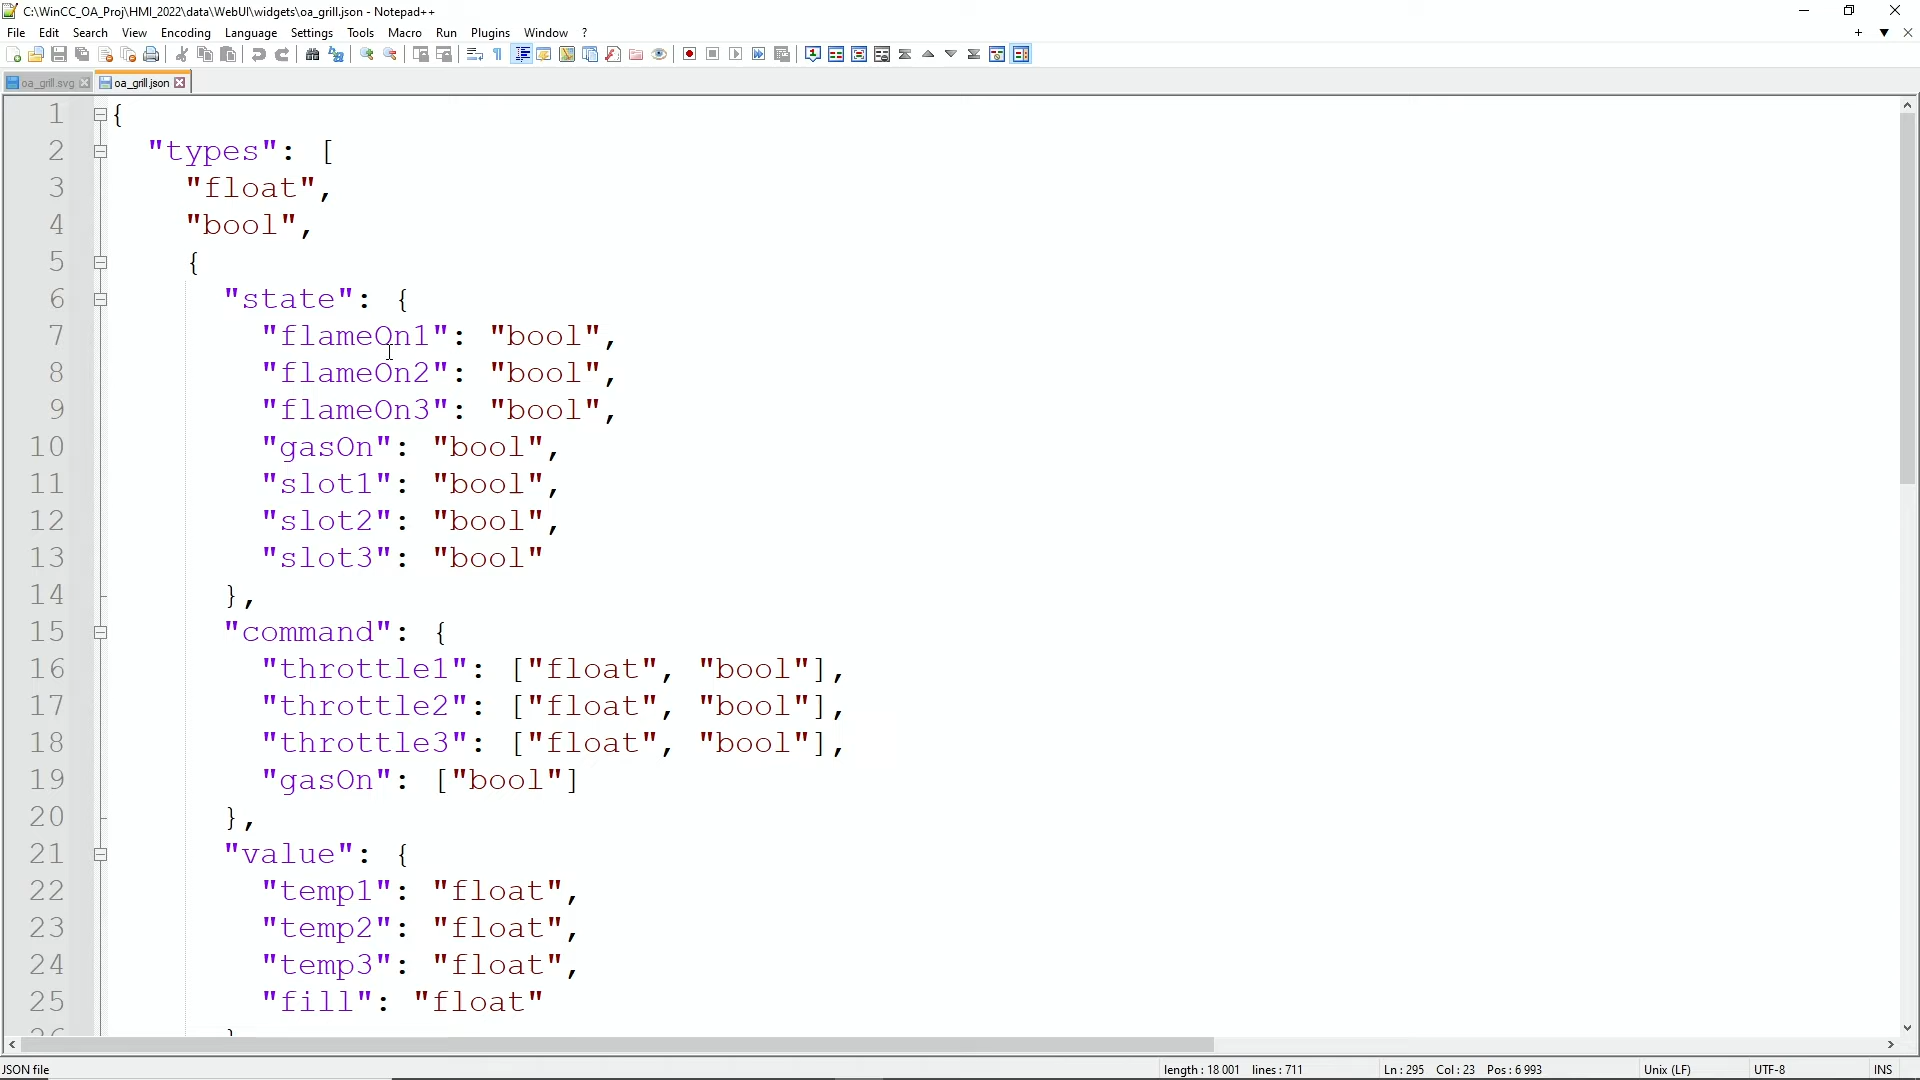 C:\WinCC_OA_Proj\HMI_2022\data\WebUI\widgets\oa_grill.json - Notepad++
File Edit Search View Encoding Language Settings Tools Macro Run Plugins Window ?
oa_grill.svg oa_grill.json
1 {
2 "types": [
3 "float",
4 "bool",
5 {
6 "state": {
7 "flameOn1": "bool",
8 "flameOn2": "bool",
9 "flameOn3": "bool",
10 "gasOn": "bool",
11 "slot1": "bool",
12 "slot2": "bool",
13 "slot3": "bool"
14 },
15 "command": {
16 "throttle1": ["float", "bool"],
17 "throttle2": ["float", "bool"],
18 "throttle3": ["float", "bool"],
19 "gasOn": ["bool"]
20 },
21 "value": {
22 "temp1": "float",
23 "temp2": "float",
24 "temp3": "float",
25 "fill": "float"
JSON file length : 18 001 lines : 711 Ln : 295 Col : 23 Pos : 6 993 Unix (LF) UTF-8 INS